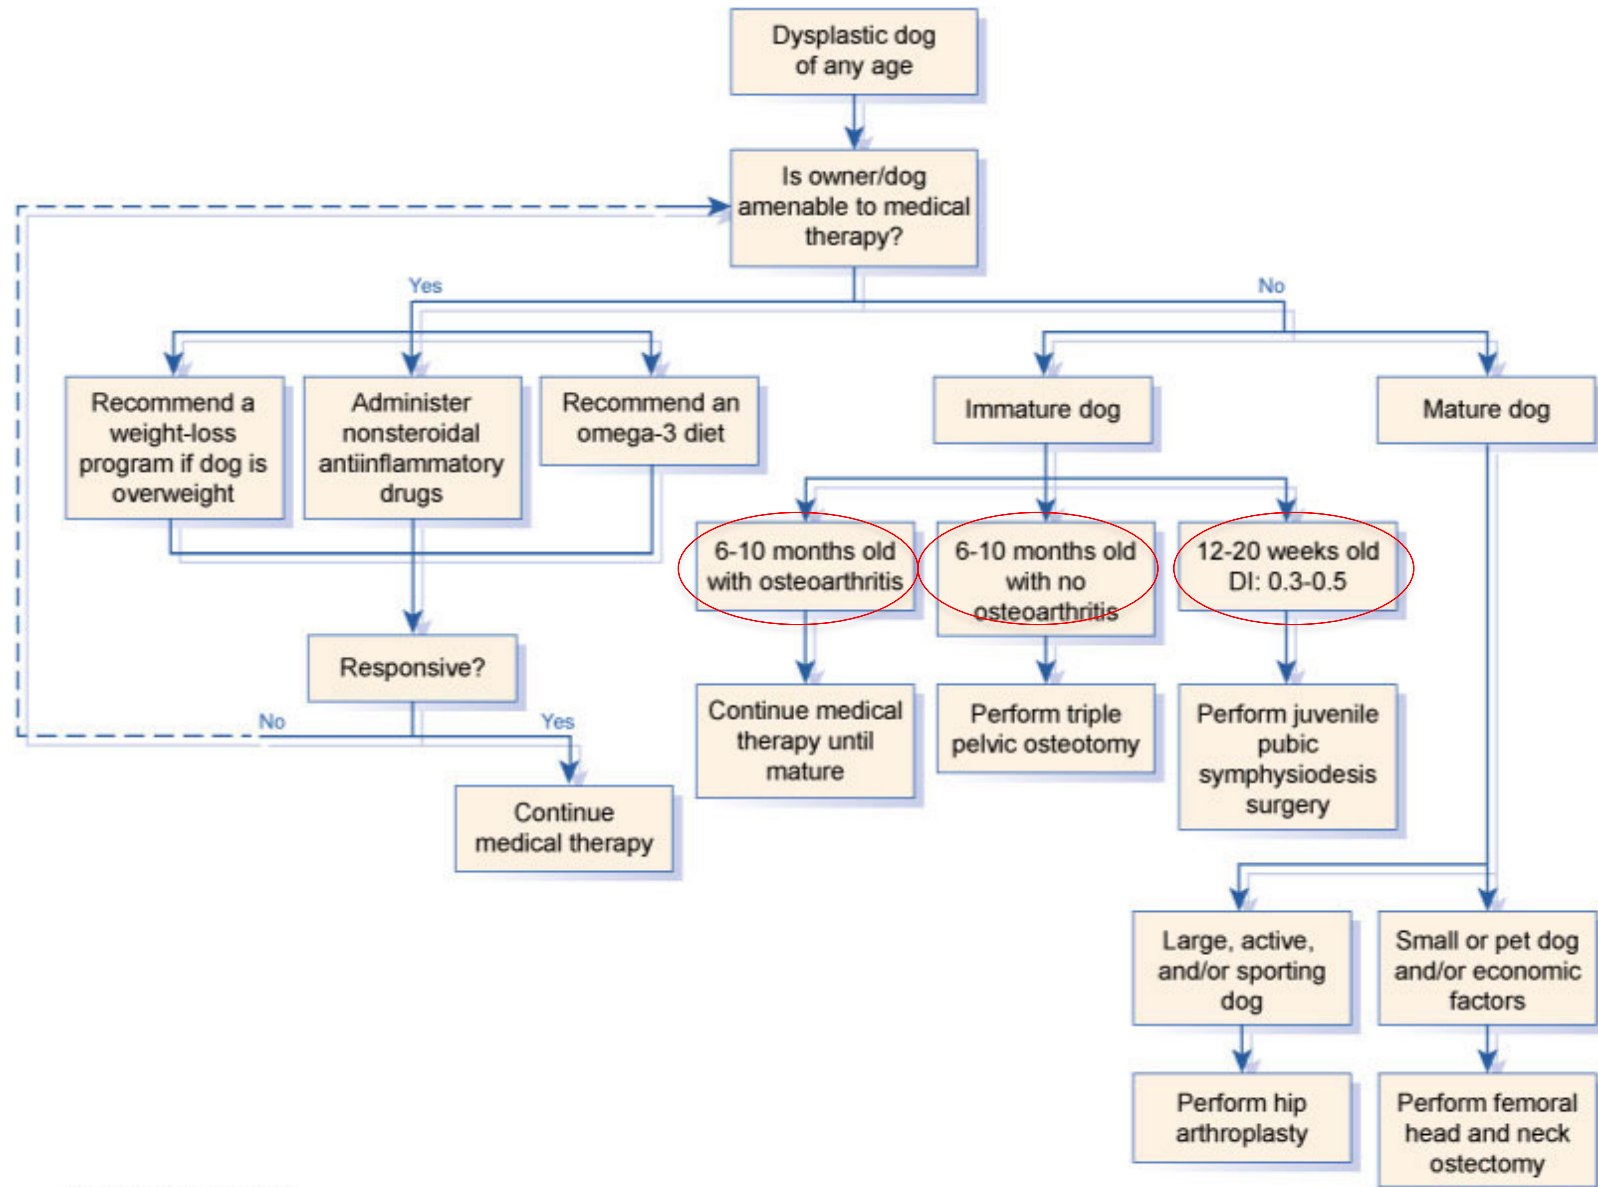 Dysplastic dog
of any age
Is owner/dog
amenable to medical
therapy?
Yes
No
Recommend a
weight-loss
program if dog is
overweight
Administer
nonsteroidal
antiinflammatory
drugs
Recommend an
omega-3 diet
Immature dog
Mature dog
6-10 months old
with osteoarthritis
6-10 months old
with no
osteoarthritis
12-20 weeks old
DI: 0.3-0.5
Responsive?
No
Yes
Continue
medical therapy
Continue medical
therapy until
mature
Perform triple
pelvic osteotomy
Perform juvenile
pubic
symphysiodesis
surgery
Large, active,
and/or sporting
dog
Small or pet dog
and/or economic
factors
Perform hip
arthroplasty
Perform femoral
head and neck
ostectomy